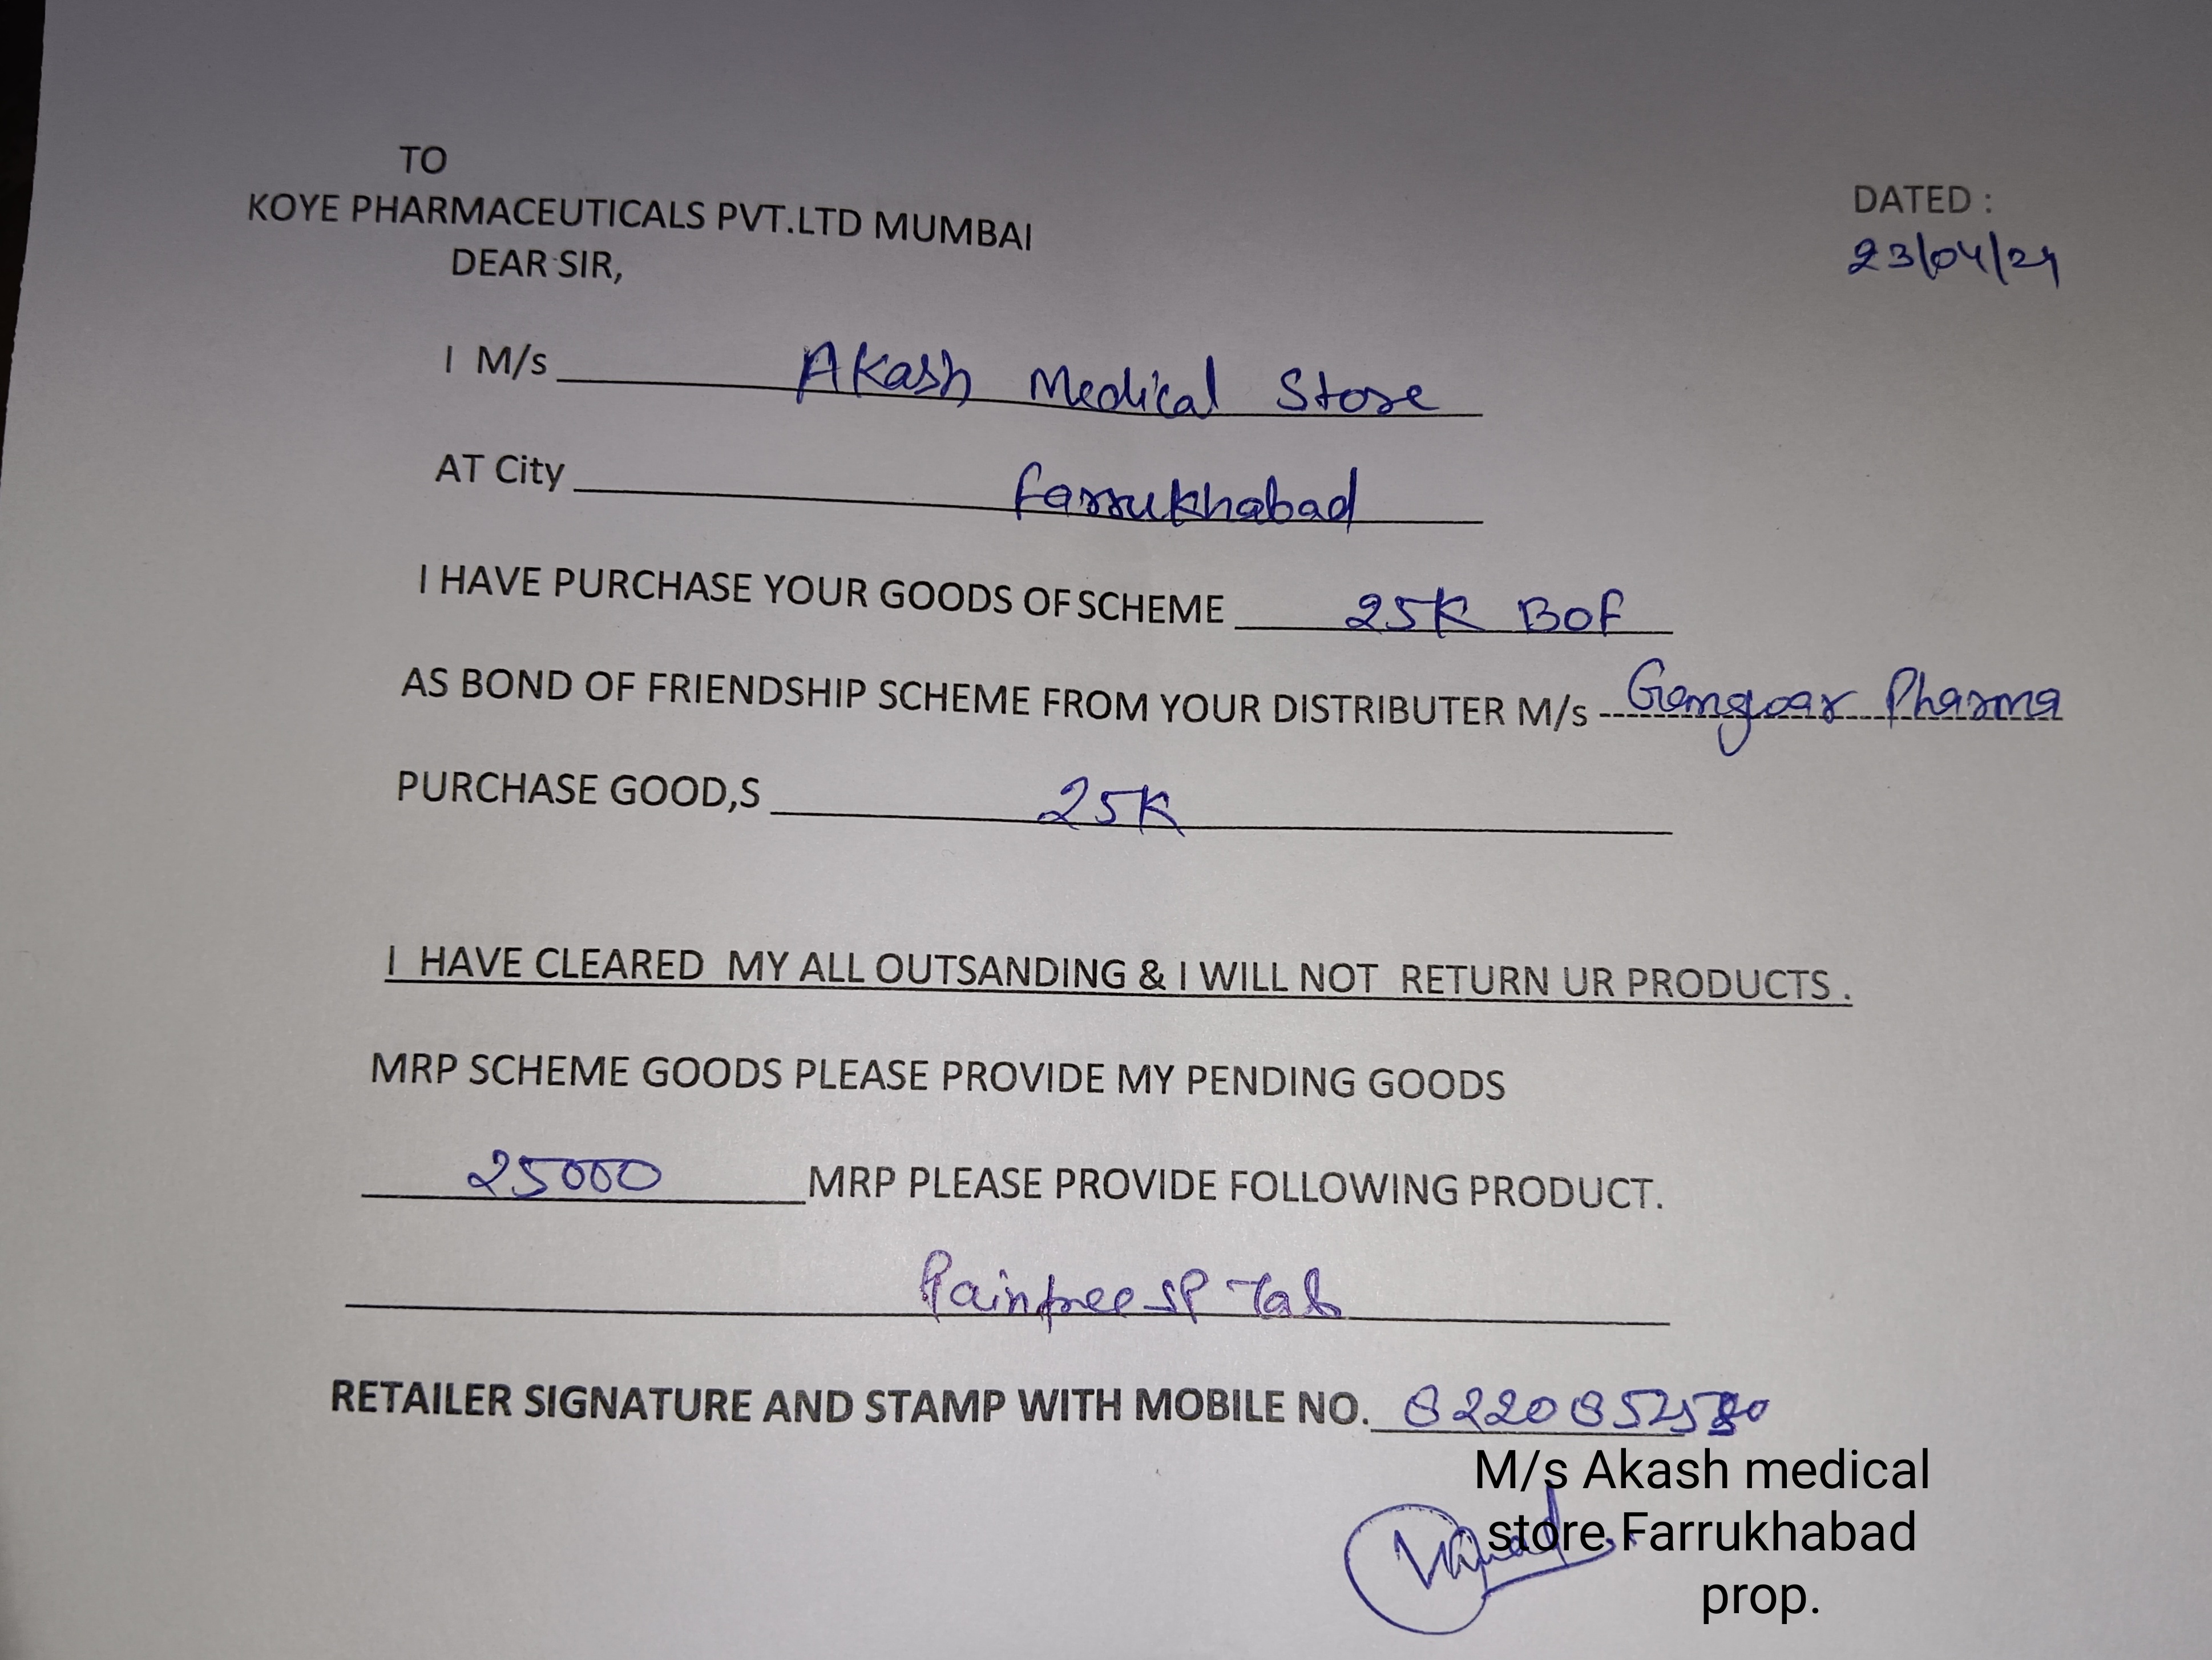 TO
KOYE PHARMACEUTICALS PVT.LTD MUMBAI
DATED :
DEAR SIR,
23/04/24
I M/s Akash Medical Store
AT City Farrukhabad
I HAVE PURCHASE YOUR GOODS OF SCHEME 25K BOF
AS BOND OF FRIENDSHIP SCHEME FROM YOUR DISTRIBUTER M/s Gangwar Pharma
PURCHASE GOOD,S 25K
I HAVE CLEARED MY ALL OUTSANDING & I WILL NOT RETURN UR PRODUCTS .
MRP SCHEME GOODS PLEASE PROVIDE MY PENDING GOODS
25000 MRP PLEASE PROVIDE FOLLOWING PRODUCT.
Painfree SP Tab
RETAILER SIGNATURE AND STAMP WITH MOBILE NO.
M/s Akash medical
store Farrukhabad
prop.